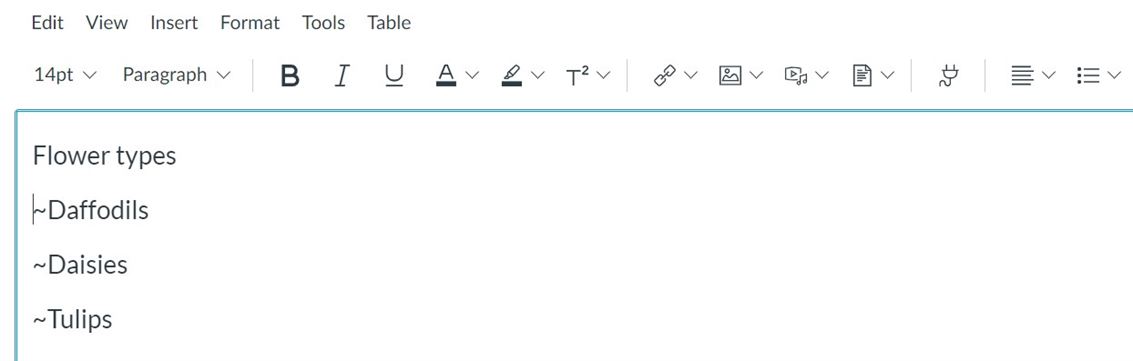 Edit View Insert Format Tools Table
14pt Paragraph B I U A T²
Flower types
~Daffodils
~Daisies
~Tulips